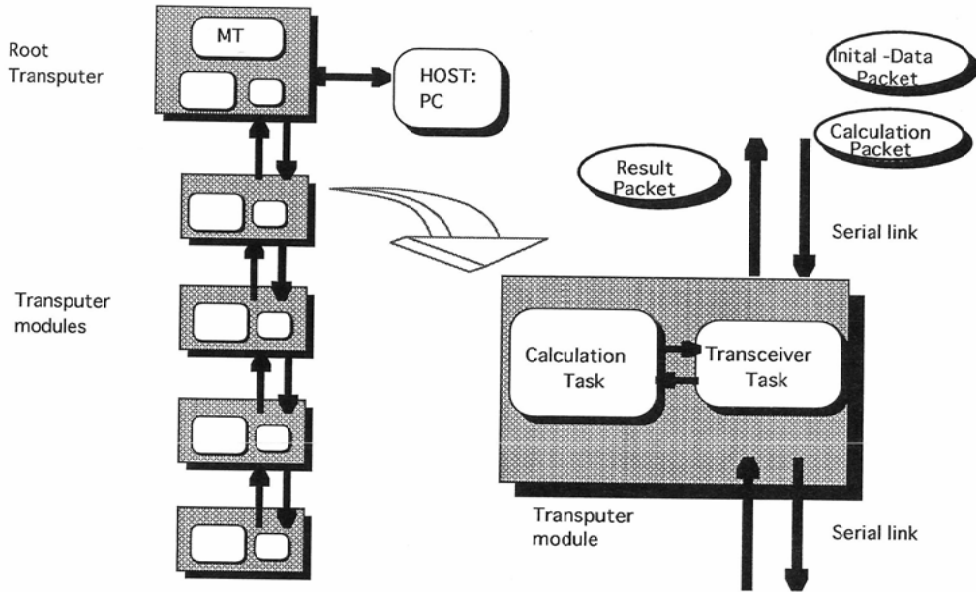 Root
Transputer
MT
HOST:
PC
Transputer
modules
Inital -Data
Packet
Calculation
Packet
Result
Packet
Serial link
Calculation
Task
Transceiver
Task
Transputer
module
Serial link